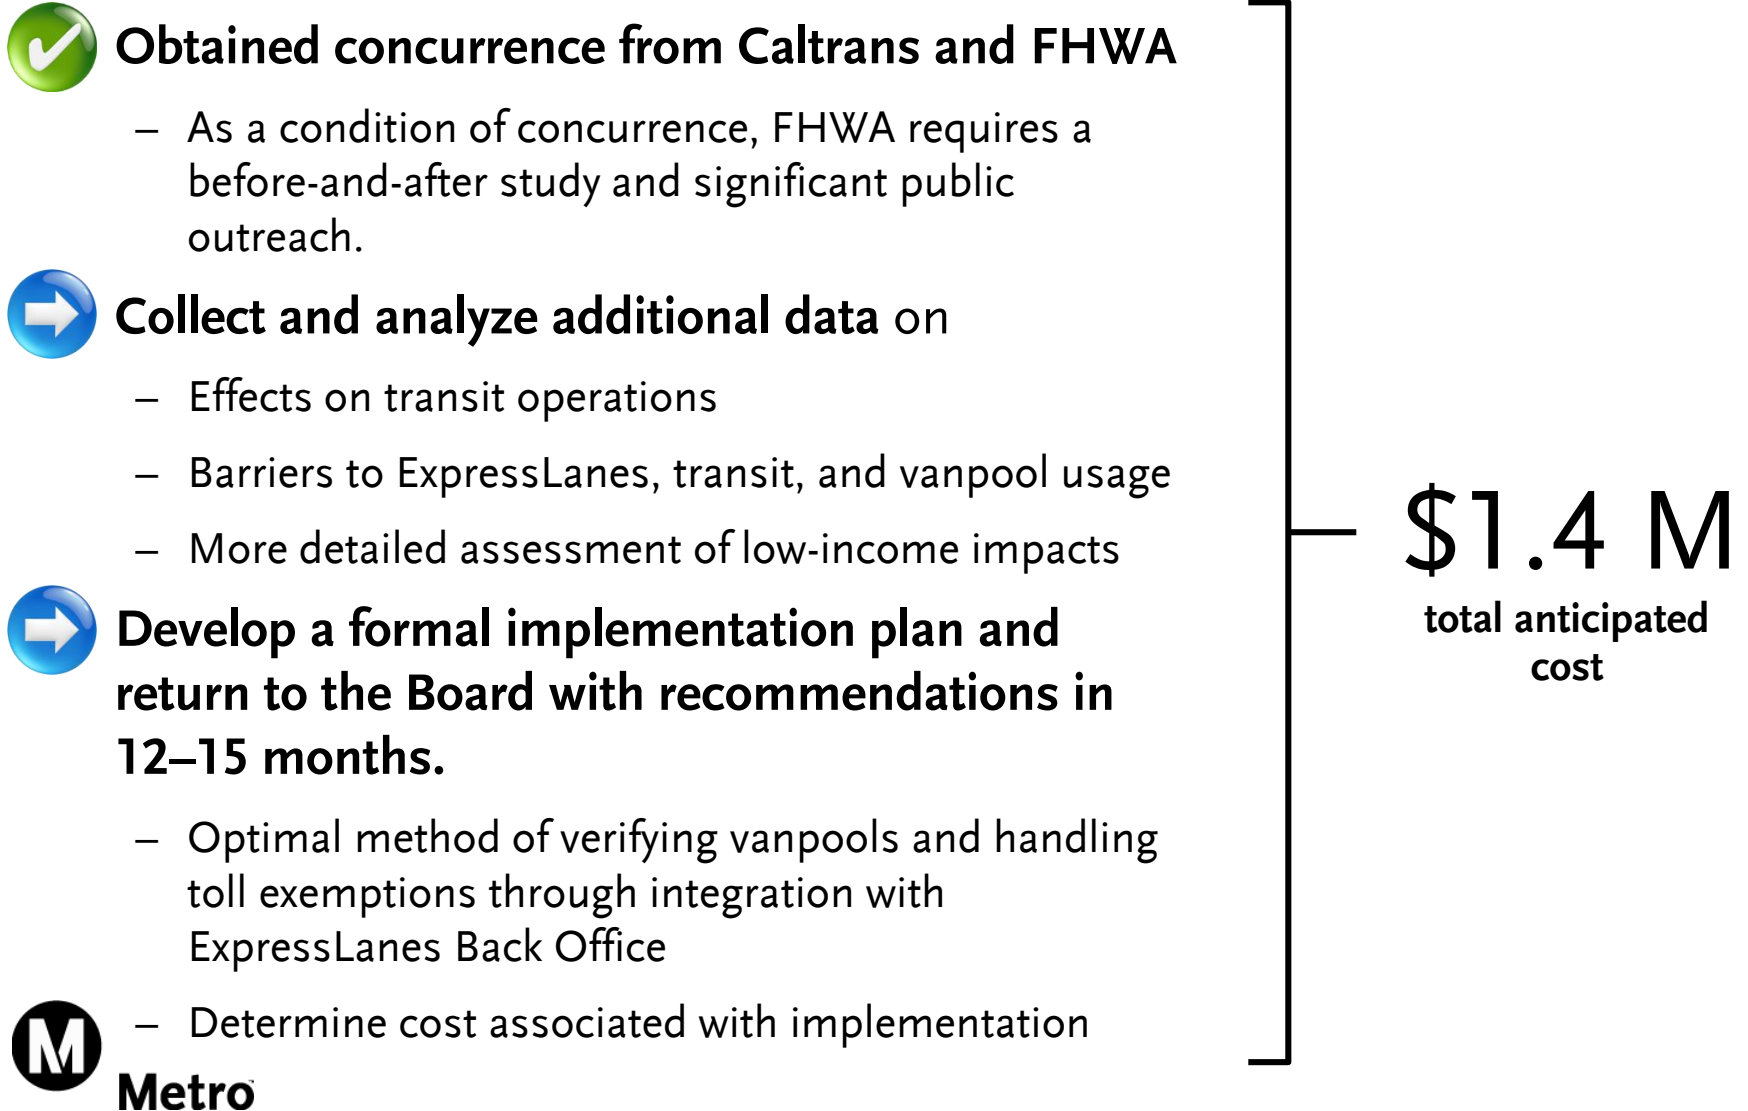 Obtained concurrence from Caltrans and FHWA
– As a condition of concurrence, FHWA requires a
before-and-after study and significant public
outreach.
Collect and analyze additional data on
– Effects on transit operations
– Barriers to ExpressLanes, transit, and vanpool usage
– More detailed assessment of low-income impacts
Develop a formal implementation plan and
return to the Board with recommendations in
12–15 months.
– Optimal method of verifying vanpools and handling
toll exemptions through integration with
ExpressLanes Back Office
– Determine cost associated with implementation
$1.4 M
total anticipated
cost
M
Metro